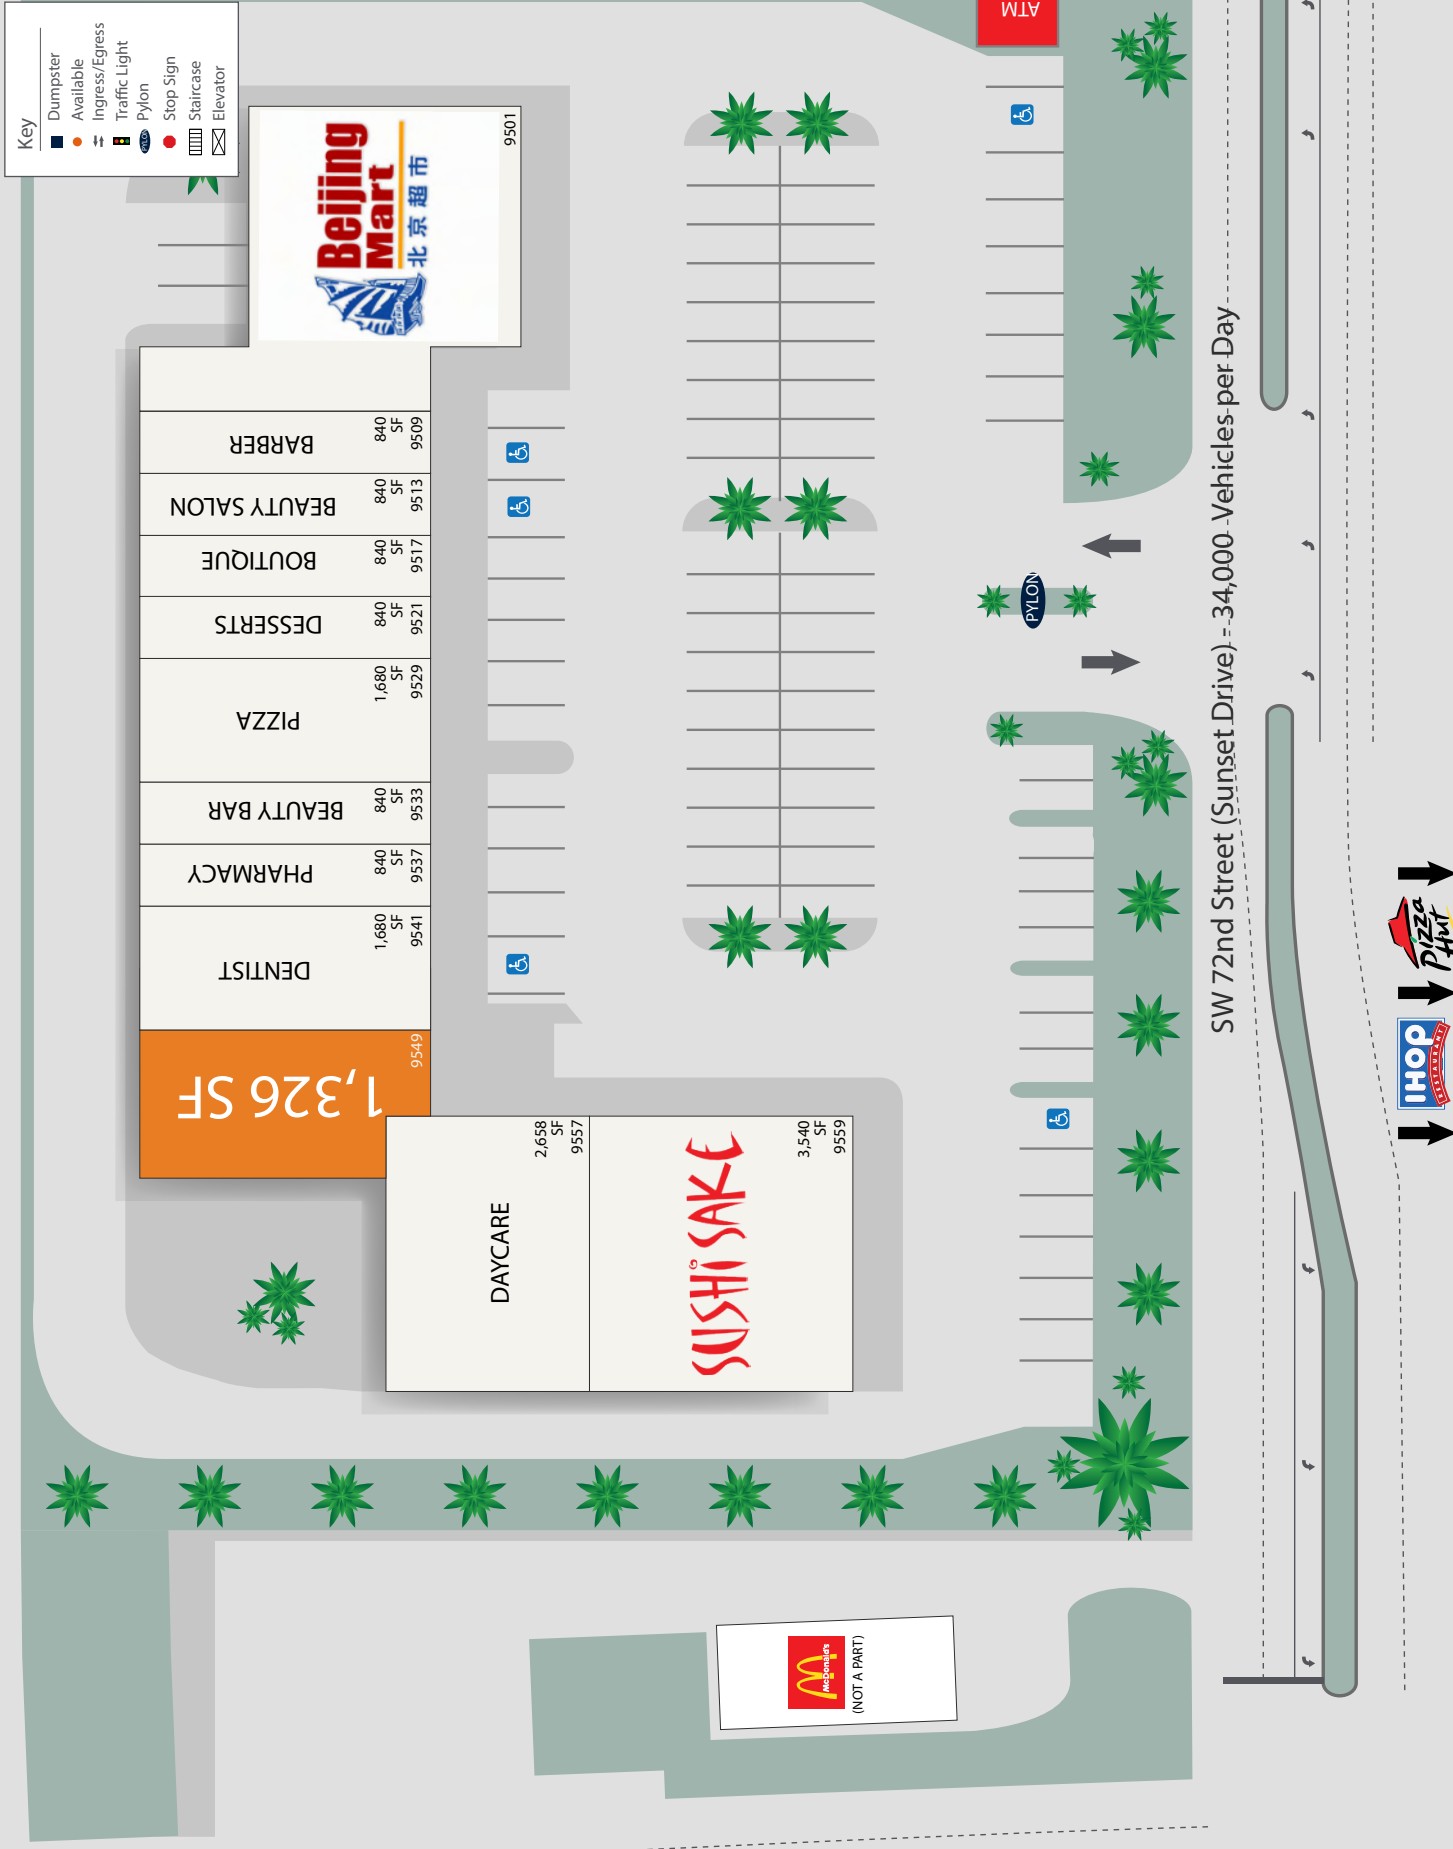 Key
Dumpster
Available
Ingress/Egress
Traffic Light
PYLON
Pylon
Stop Sign
Staircase
Elevator
ATM
Beijing
Mart
北京超市
9501
BARBER
840
SF
9509
BEAUTY SALON
840
SF
9513
BOUTIQUE
840
SF
9517
DESSERTS
840
SF
9521
PIZZA
1,680
SF
9529
BEAUTY BAR
840
SF
9533
PHARMACY
840
SF
9537
DENTIST
1,680
SF
9541
1,326 SF
9549
DAYCARE
2,658
SF
9557
SUSHi SAKE
3,540
SF
9559
PYLON
SW 72nd Street (Sunset Drive) - 34,000 Vehicles per Day
Pizza
Hut
IHOP
RESTAURANT
McDonald's
(NOT A PART)